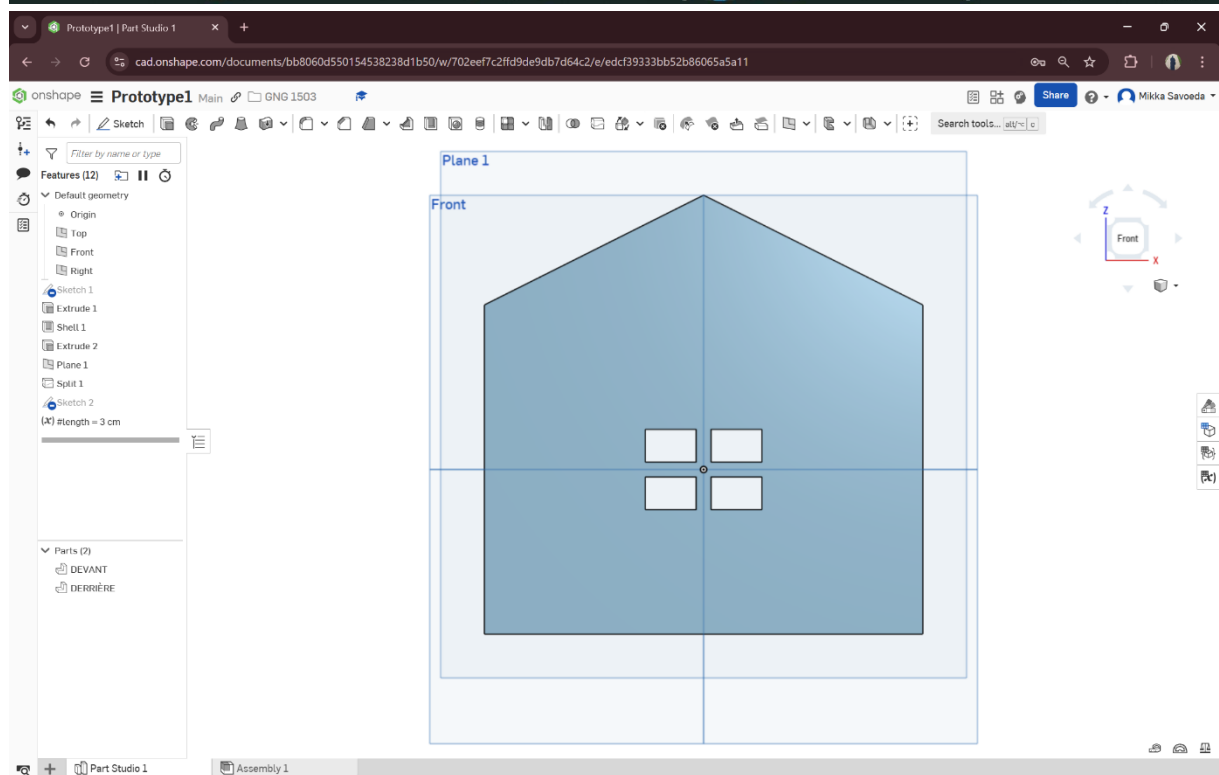 Prototype1 | Part Studio 1
cad.onshape.com/documents/bb8060d550154538238d1b50/w/702eef7c2ffd9de9db7d64c2/e/edcf39333bb52b86065a5a11
onshape Prototype1 Main GNG 1503 Share Mikka Savoeda
Sketch Search tools... alt/⌥ c
Filter by name or type
Features (12)
Default geometry
Origin
Top
Front
Right
Sketch 1
Extrude 1
Shell 1
Extrude 2
Plane 1
Split 1
Sketch 2
(x) #length = 3 cm
Parts (2)
DEVANT
DERRIÈRE
Plane 1
Front
Z
Front
X
(x)
Part Studio 1 Assembly 1